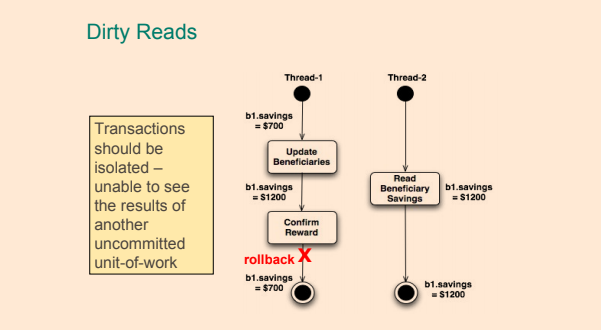 Dirty Reads
Transactions
should be
isolated –
unable to see
the results of
another
uncommitted
unit-of-work
Thread-1
b1.savings
= $700
Update
Beneficiaries
b1.savings
= $1200
Confirm
Reward
rollback X
b1.savings
= $700
Thread-2
Read
Beneficiary
Savings
b1.savings
= $1200
b1.savings
= $1200